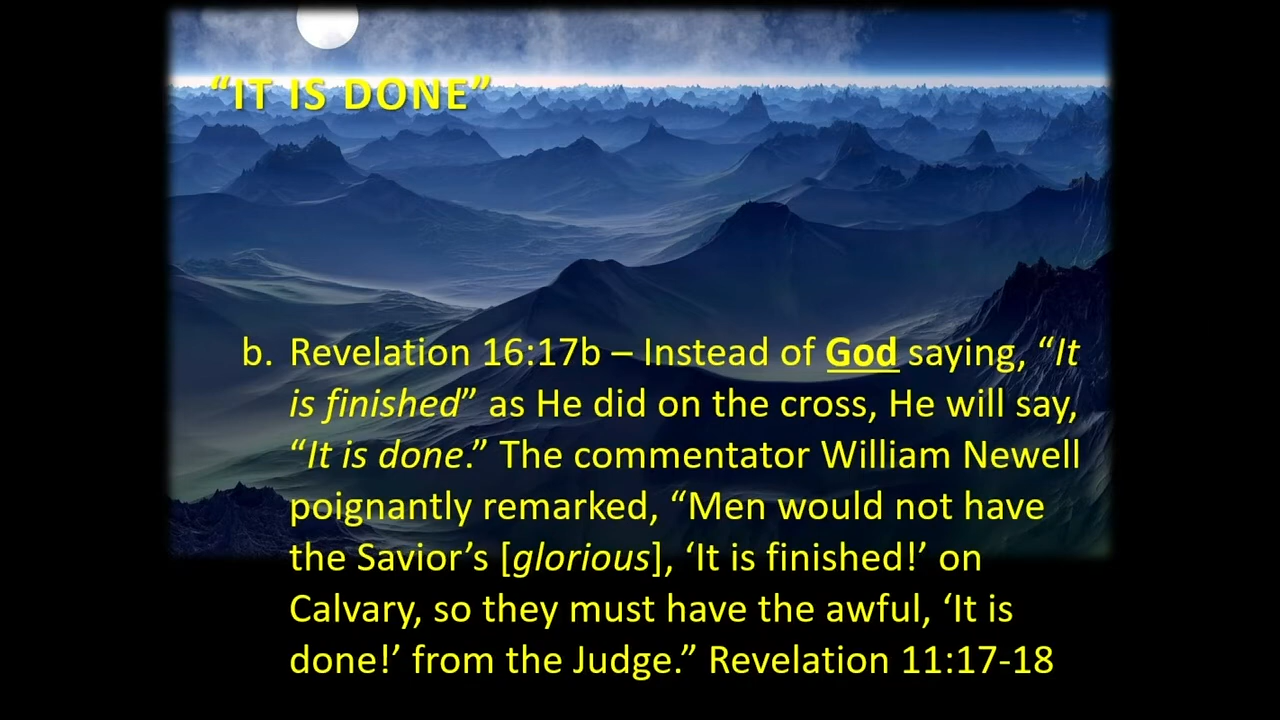 “IT IS DONE”
b. Revelation 16:17b – Instead of God saying, “It
is finished” as He did on the cross, He will say,
“It is done.” The commentator William Newell
poignantly remarked, “Men would not have
the Savior’s [glorious], ‘It is finished!’ on
Calvary, so they must have the awful, ‘It is
done!’ from the Judge.” Revelation 11:17-18